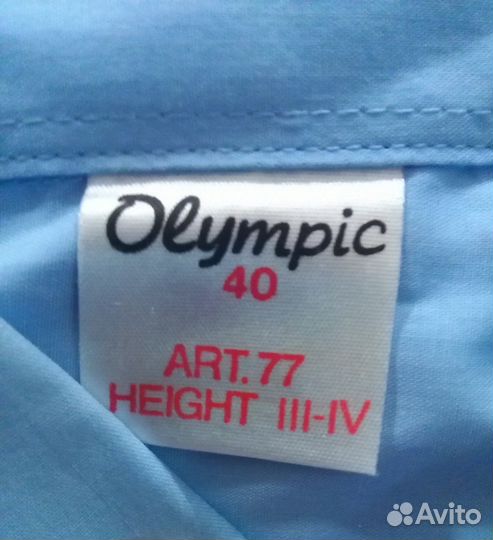 Olympic
40
ART. 77
HEIGHT III-IV
Avito